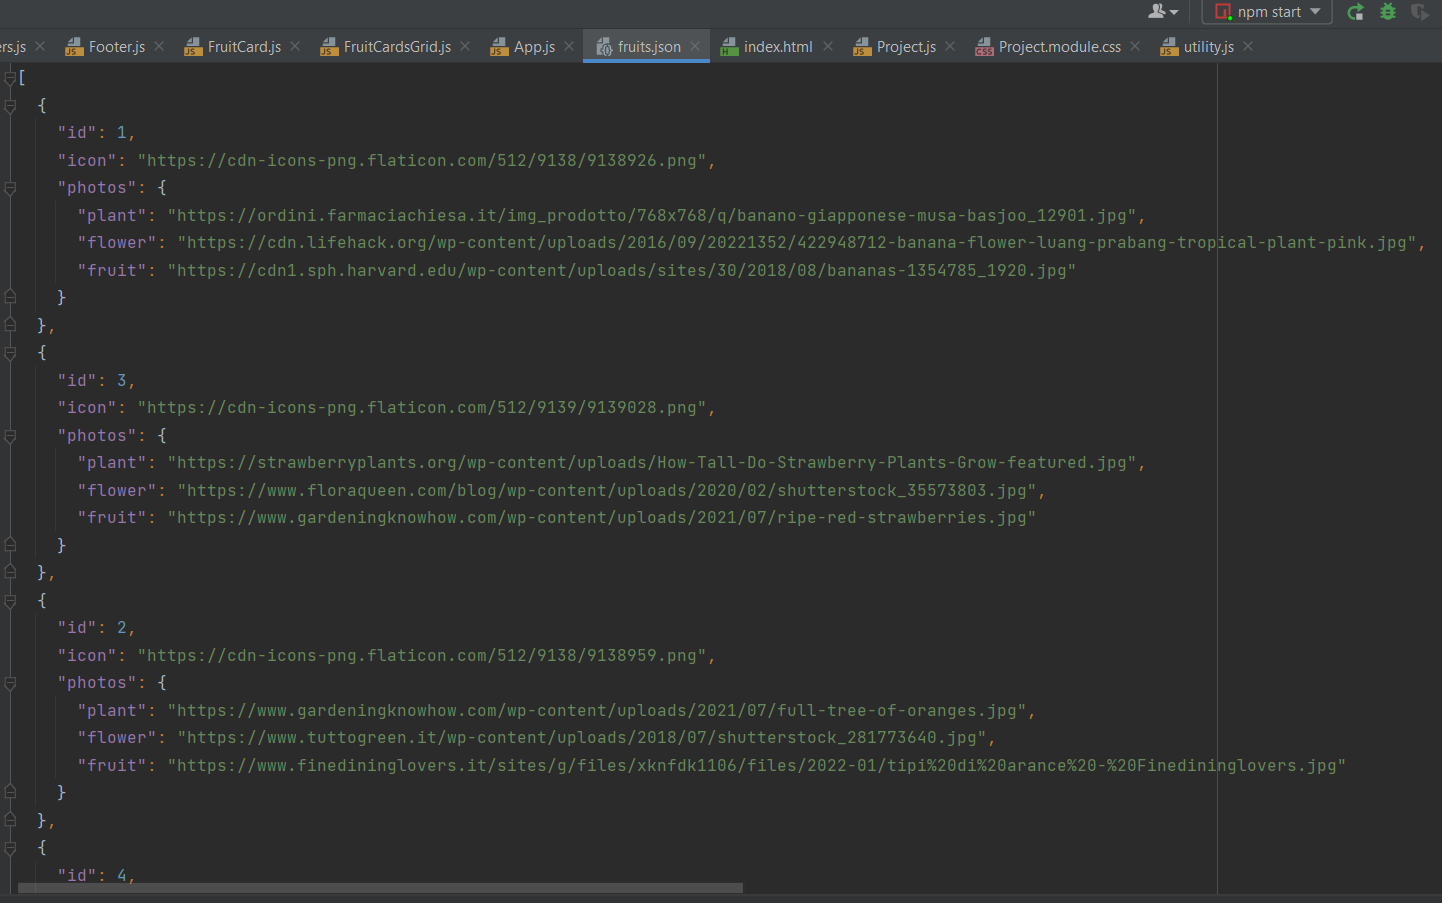 npm start
ers.js Footer.js FruitCard.js FruitCardsGrid.js App.js fruits.json index.html Project.js Project.module.css utility.js
[
{
"id": 1,
"icon": "https://cdn-icons-png.flaticon.com/512/9138/9138926.png",
"photos": {
"plant": "https://ordini.farmaciachiesa.it/img_prodotto/768x768/q/banano-giapponese-musa-basjoo_12901.jpg",
"flower": "https://cdn.lifehack.org/wp-content/uploads/2016/09/20221352/422948712-banana-flower-luang-prabang-tropical-plant-pink.jpg",
"fruit": "https://cdn1.sph.harvard.edu/wp-content/uploads/sites/30/2018/08/bananas-1354785_1920.jpg"
}
},
{
"id": 3,
"icon": "https://cdn-icons-png.flaticon.com/512/9139/9139028.png",
"photos": {
"plant": "https://strawberryplants.org/wp-content/uploads/How-Tall-Do-Strawberry-Plants-Grow-featured.jpg",
"flower": "https://www.floraqueen.com/blog/wp-content/uploads/2020/02/shutterstock_35573803.jpg",
"fruit": "https://www.gardeningknowhow.com/wp-content/uploads/2021/07/ripe-red-strawberries.jpg"
}
},
{
"id": 2,
"icon": "https://cdn-icons-png.flaticon.com/512/9138/9138959.png",
"photos": {
"plant": "https://www.gardeningknowhow.com/wp-content/uploads/2021/07/full-tree-of-oranges.jpg",
"flower": "https://www.tuttogreen.it/wp-content/uploads/2018/07/shutterstock_281773640.jpg",
"fruit": "https://www.finedininglovers.it/sites/g/files/xknfdk1106/files/2022-01/tipi%20di%20arance%20-%20Finedininglovers.jpg"
}
},
{
"id": 4,